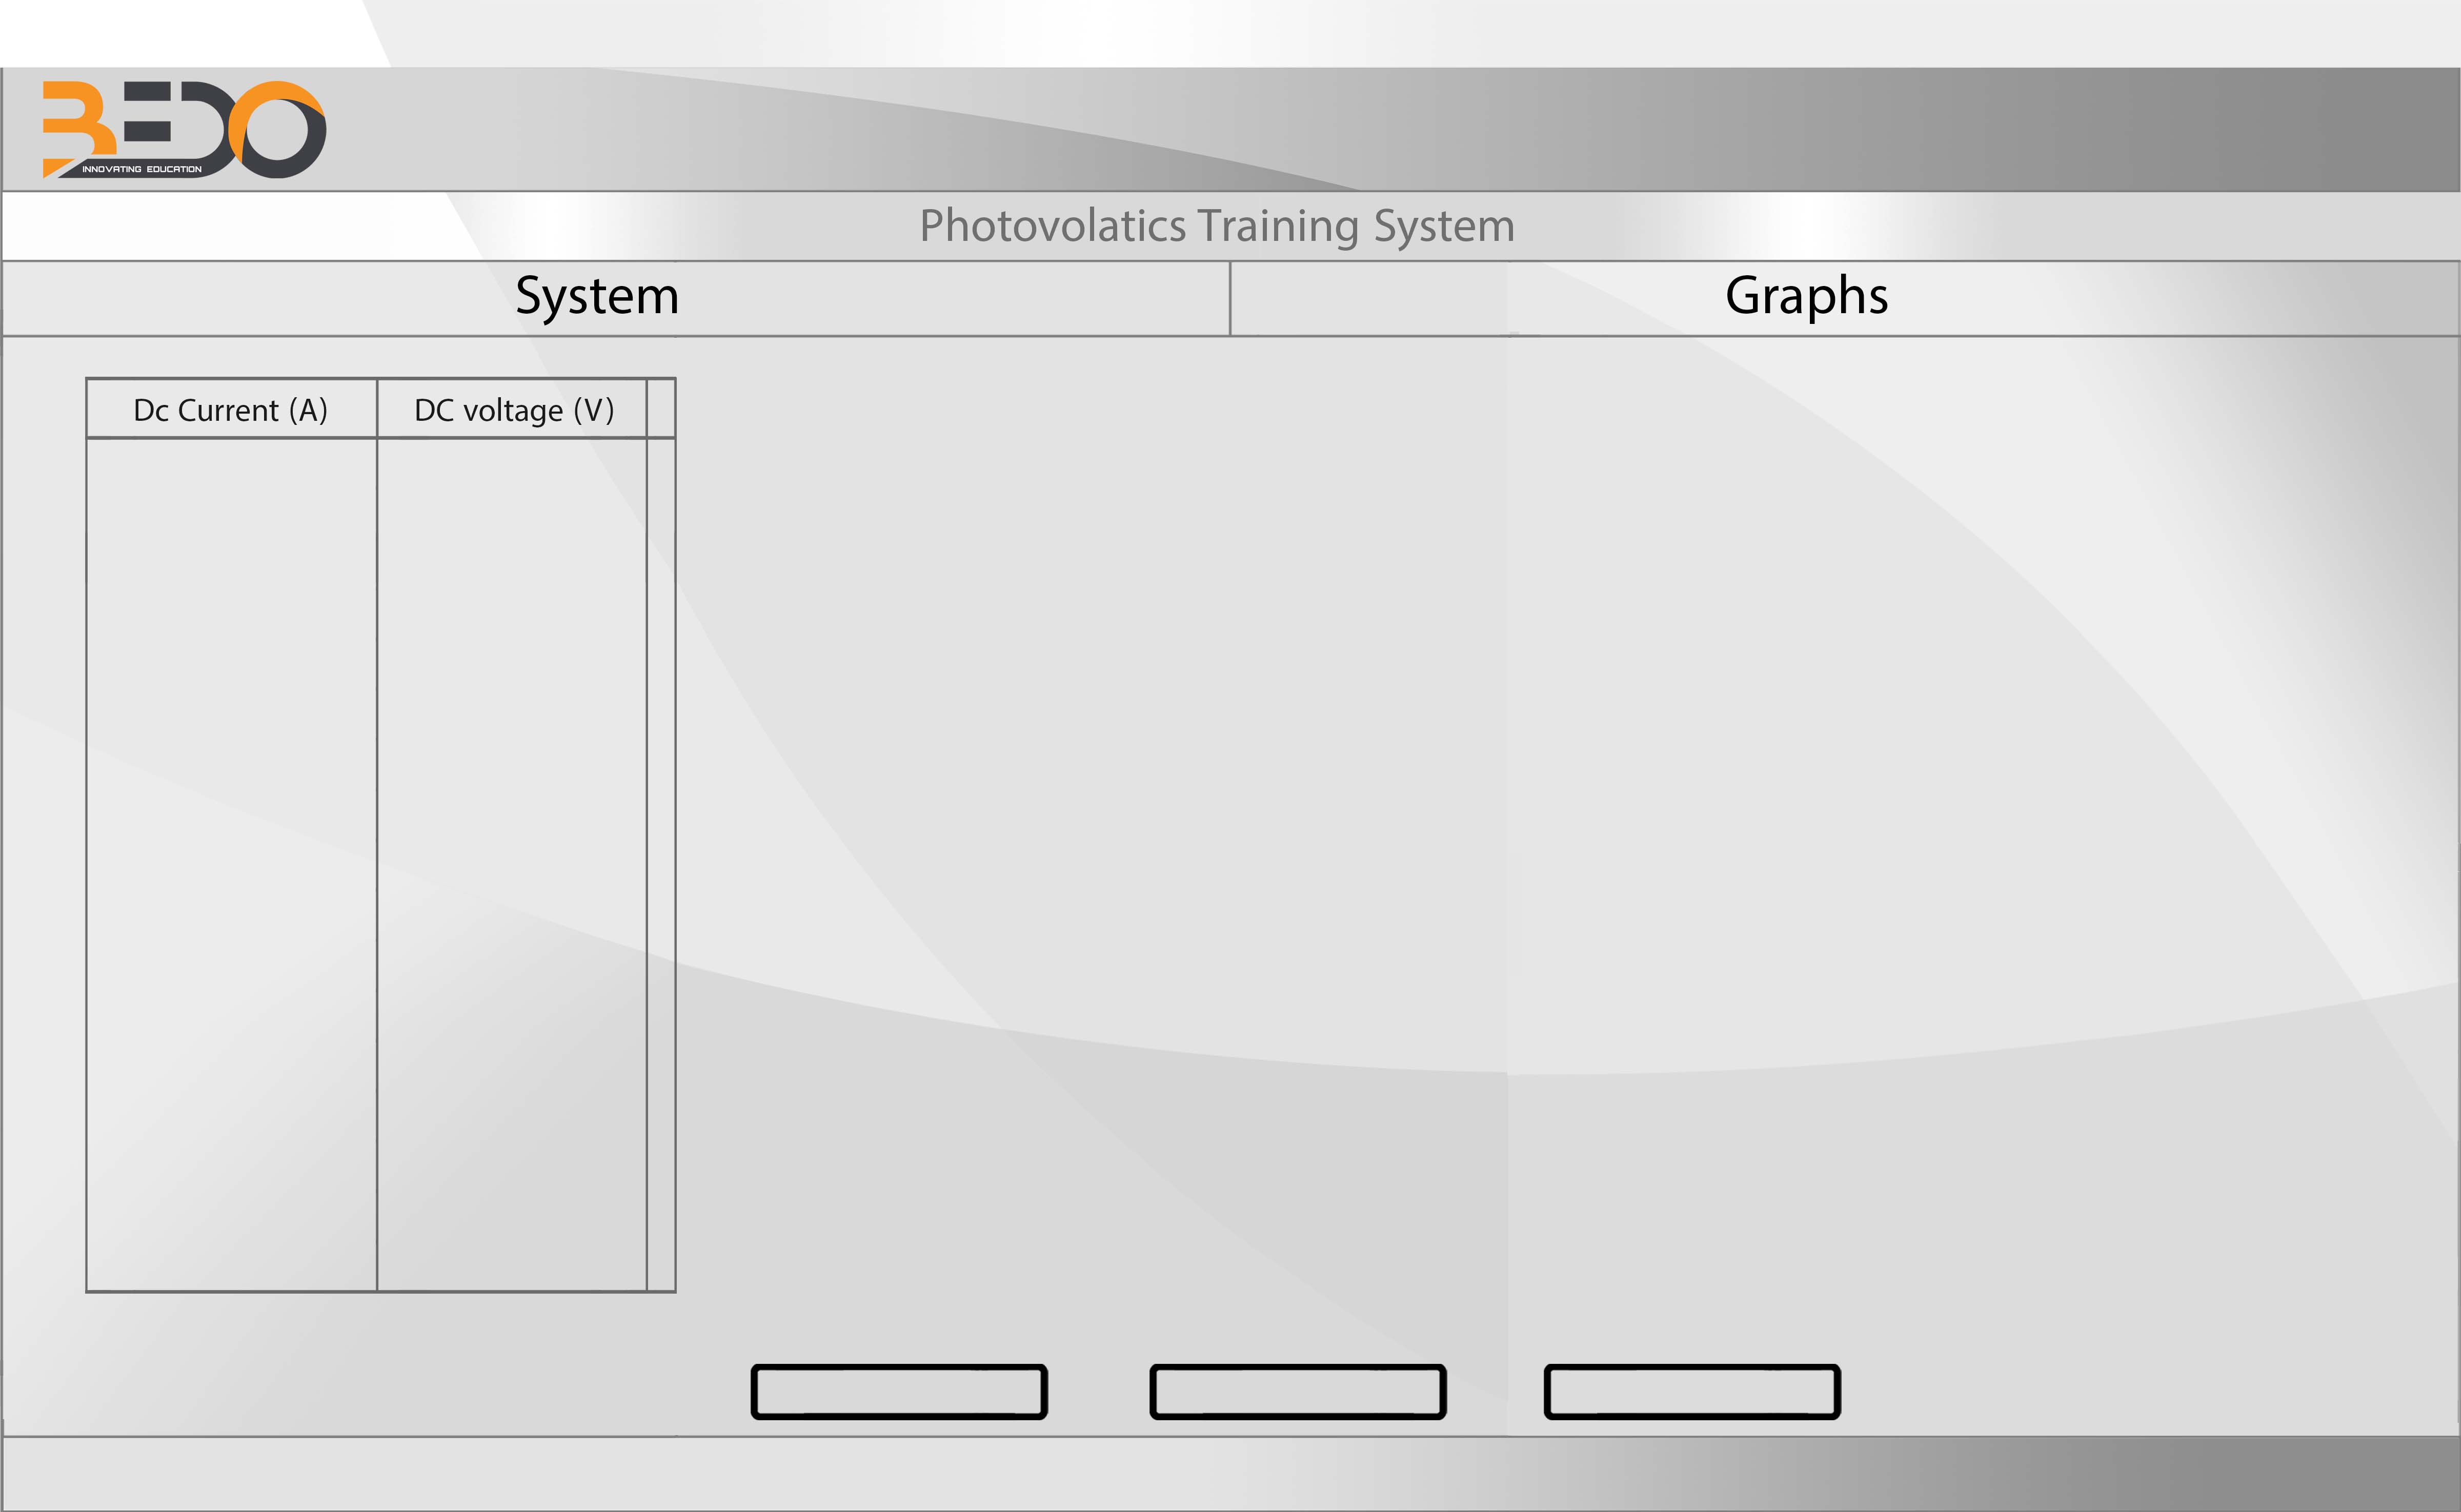 BEDO
INNOVATING EDUCATION
Photovolatics Training System
System
Graphs
Dc Current (A)
DC voltage (V)